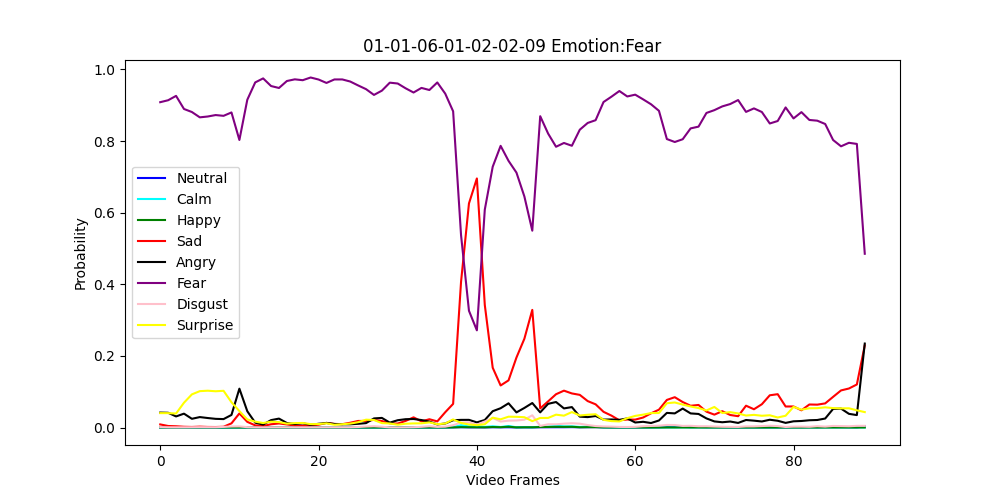 01-01-06-01-02-02-09 Emotion:Fear
1.0
0.8
0.6
0.4
0.2
0.0
Probability
Neutral
Calm
Happy
Sad
Angry
Fear
Disgust
Surprise
0 20 40 60 80
Video Frames